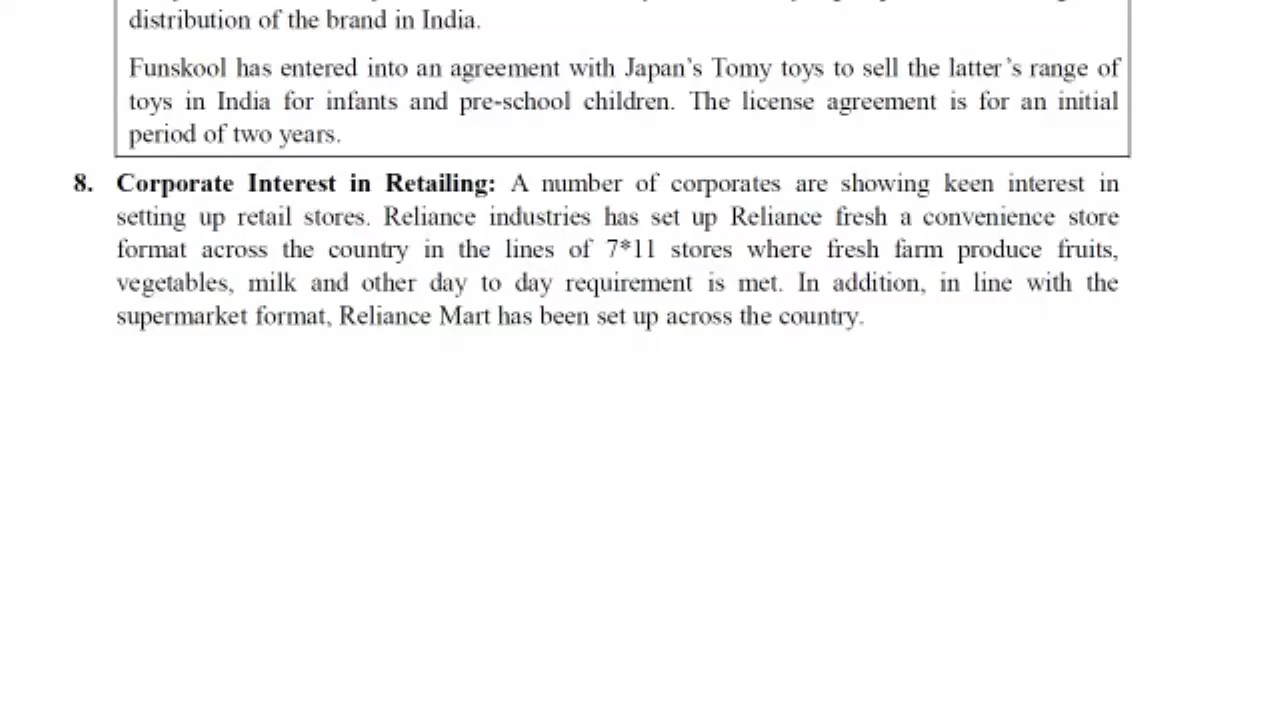 distribution of the brand in India.
Funskool has entered into an agreement with Japan's Tomy toys to sell the latter's range of
toys in India for infants and pre-school children. The license agreement is for an initial
period of two years.
8. Corporate Interest in Retailing: A number of corporates are showing keen interest in
setting up retail stores. Reliance industries has set up Reliance fresh a convenience store
format across the country in the lines of 7*11 stores where fresh farm produce fruits,
vegetables, milk and other day to day requirement is met. In addition, in line with the
supermarket format, Reliance Mart has been set up across the country.